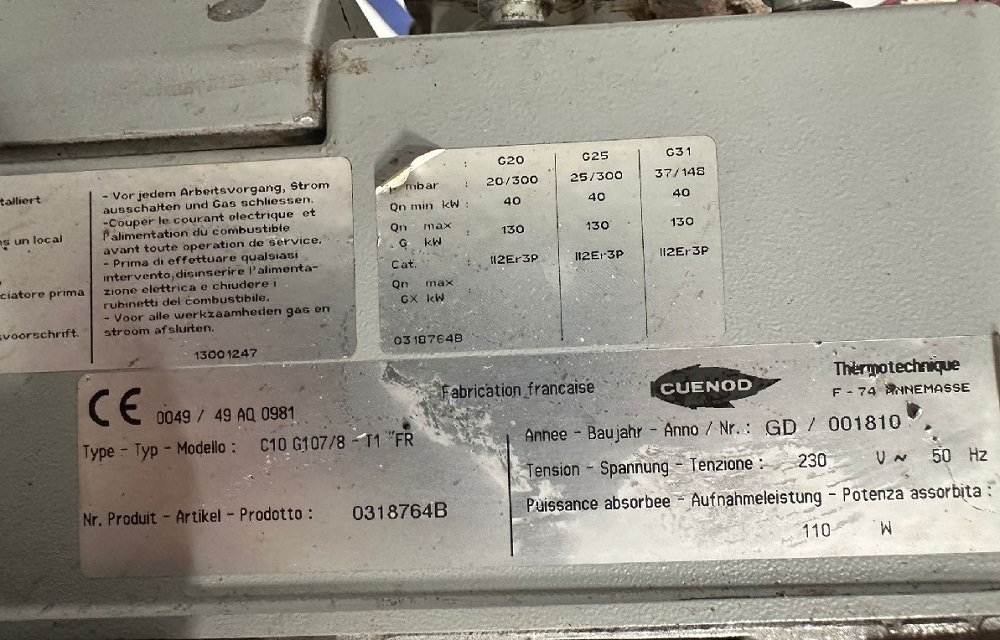 talliert
s un local
ciatore prima
voorschrift.
- Vor jedem Arbeitsvorgang, Strom
ausschalten und Gas schliessen.
-Couper le courant electrique et
l'alimentation du combustible
avant toute operation de service.
- Prima di effettuare qualsiasi
intervento,disinserire l'alimenta-
zione elettrica e chiudere i
rubinetti del combustibile.
- Voor alle werkzaamheden gas en
stroom afsluiten.
13001247
: G20 G25 G31
mbar : 20/300 25/300 37/148
Qn min kW : 40 40 40
Qn max
. G kW 130 130 130
Cat. II2Er3P II2Er3P II2Er3P
Qn max
GX kW
0318764B
CE 0049 / 49 AQ 0981
Type - Typ - Modello : C10 G107/8 - T1 "FR
Nr. Produit - Artikel - Prodotto : 0318764B
Fabrication francaise
CUENOD
Thermotechnique
F - 74 ANNEMASSE
Annee - Baujahr - Anno / Nr. : GD / 001810
Tension - Spannung - Tenzione : 230 V ~ 50 Hz
Puissance absorbee - Aufnahmeleistung - Potenza assorbita :
110 W